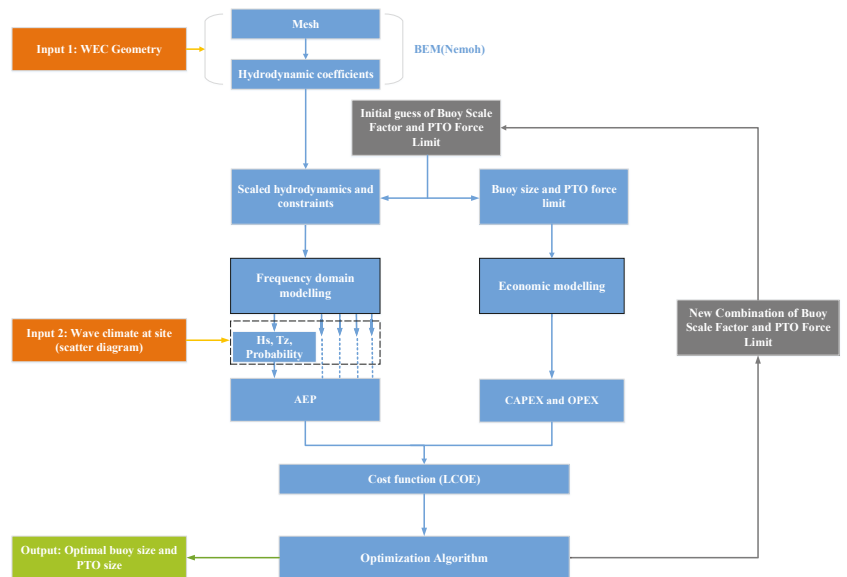 Mesh
Input 1: WEC Geometry
BEM(Nemoh)
Hydrodynamic coefficients
Initial guess of Buoy Scale
Factor and PTO Force
Limit
Scaled hydrodynamics and
constraints
Buoy size and PTO force
limit
Frequency domain
modelling
Economic modelling
Input 2: Wave climate at site
(scatter diagram)
Hs, Tz,
Probability
New Combination of Buoy
Scale Factor and PTO Force
Limit
AEP
CAPEX and OPEX
Cost function (LCOE)
Output: Optimal buoy size and
PTO size
Optimization Algorithm